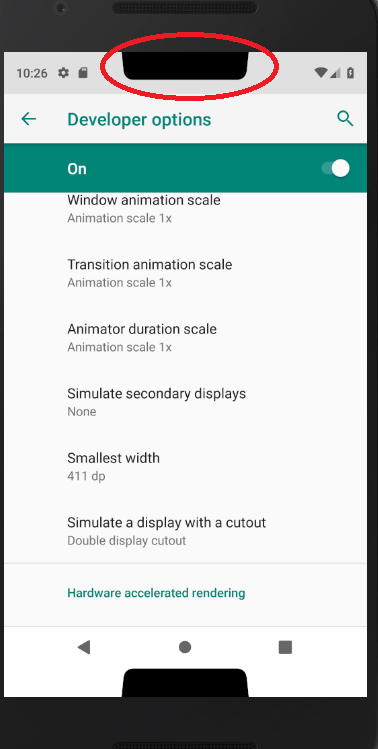 10:26
Developer options
On
Window animation scale
Animation scale 1x
Transition animation scale
Animation scale 1x
Animator duration scale
Animation scale 1x
Simulate secondary displays
None
Smallest width
411 dp
Simulate a display with a cutout
Double display cutout
Hardware accelerated rendering